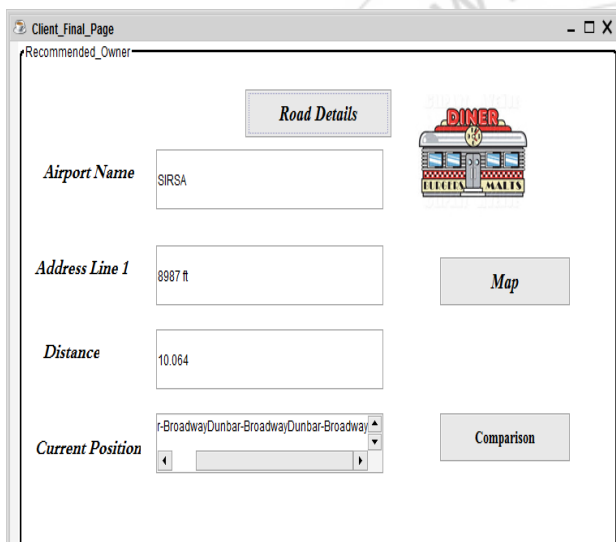 Client_Final_Page
Recommended_Owner
Road Details
DINER
BURGERS MALTS
Airport Name
SIRSA
Address Line 1
8987 ft
Map
Distance
10.064
Current Position
r-BroadwayDunbar-BroadwayDunbar-Broadway
Comparison